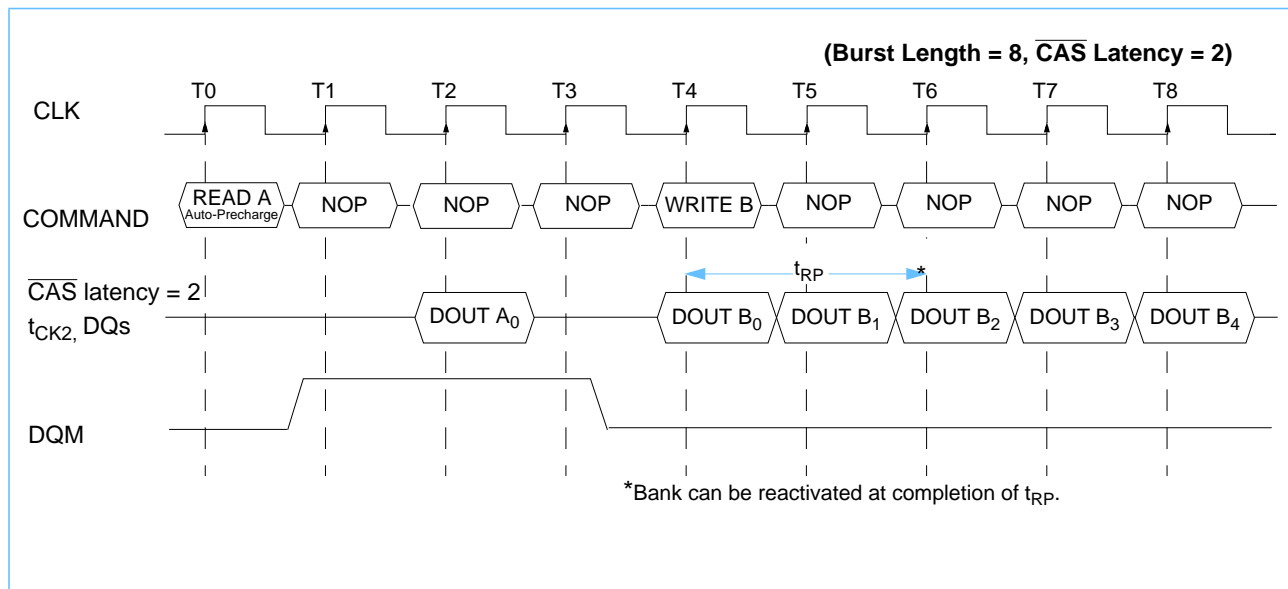 (Burst Length = 8, CAS Latency = 2)
T0 T1 T2 T3 T4 T5 T6 T7 T8
CLK
COMMAND
READ A
Auto-Precharge
NOP NOP NOP WRITE B NOP NOP NOP NOP
tRP
*
CAS latency = 2
tCK2, DQs
DOUT A0 DOUT B0 DOUT B1 DOUT B2 DOUT B3 DOUT B4
DQM
*Bank can be reactivated at completion of tRP.